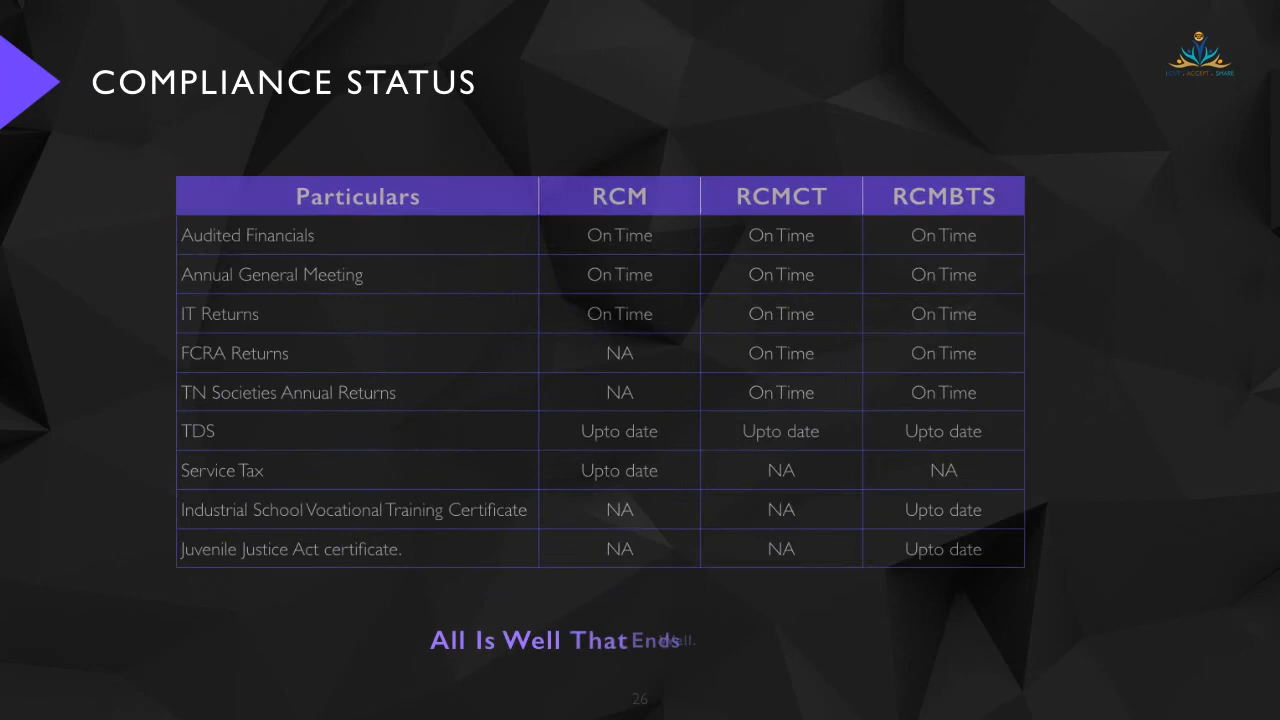 COMPLIANCE STATUS
LOVE . ACCEPT . SHARE
Particulars RCM RCMCT RCMBTS
Audited Financials On Time On Time On Time
Annual General Meeting On Time On Time On Time
IT Returns On Time On Time On Time
FCRA Returns NA On Time On Time
TN Societies Annual Returns NA On Time On Time
TDS Upto date Upto date Upto date
Service Tax Upto date NA NA
Industrial School Vocational Training Certificate NA NA Upto date
Juvenile Justice Act certificate. NA NA Upto date
All Is Well That Ends Well.
26